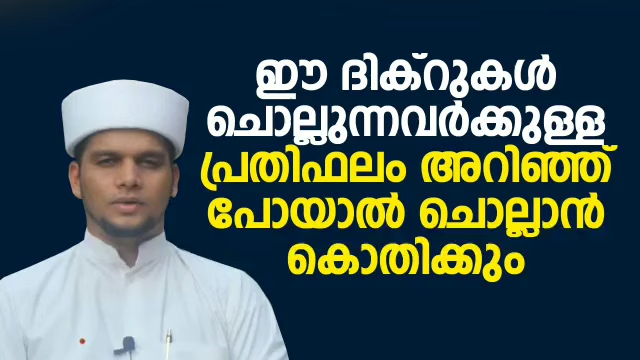 ഈ ദിക്റുകൾ
ചൊല്ലുന്നവർക്കുള്ള
പ്രതിഫലം അറിഞ്ഞ്
പോയാൽ ചൊല്ലാൻ
കൊതിക്കും